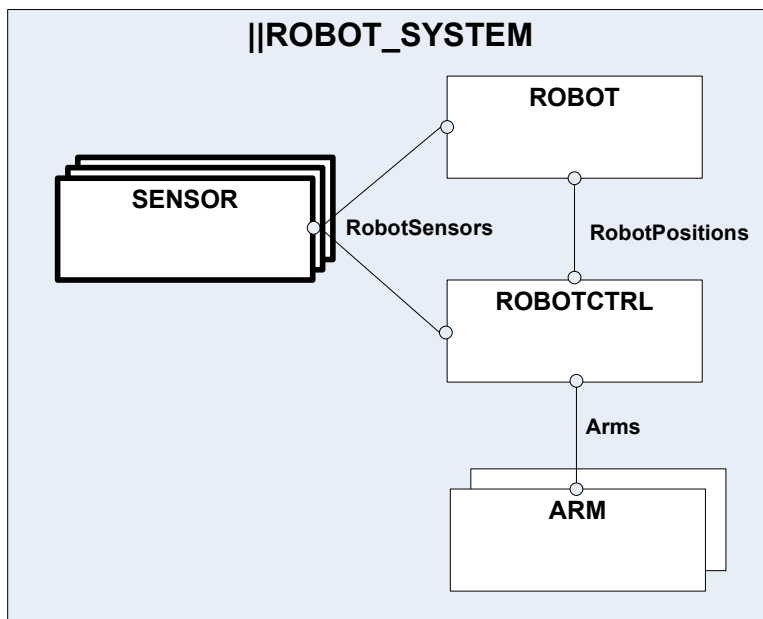 ||ROBOT_SYSTEM
ROBOT
SENSOR
RobotSensors
RobotPositions
ROBOTCTRL
Arms
ARM